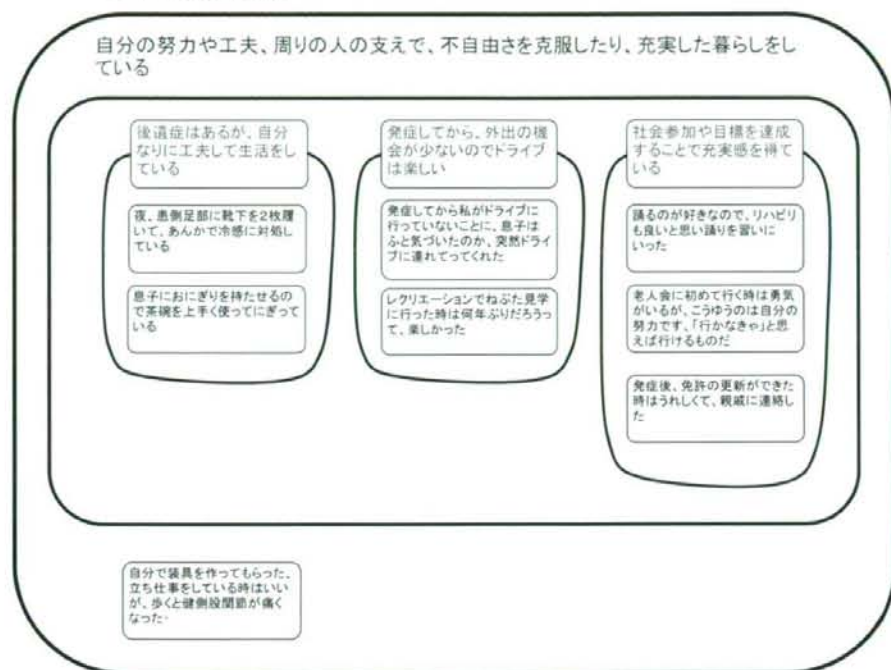 自分の努力や工夫、周りの人の支えで、不自由さを克服したり、充実した暮らしをし
ている
後遺症はあるが、自分
なりに工夫して生活をし
ている
夜、患側足部に靴下を2枚履
いて、あんかで冷感に対処し
ている
息子におにぎりを持たせるの
で茶碗を上手く使ってにぎって
いる
発症してから、外出の機
会が少ないのでドライブ
は楽しい
発症してから私がドライブに
行っていないことに、息子は
ふと気づいたのか、突然ドライ
ブに連れてってくれた
レクリエーションでねぶた見学
に行った時は何年ぶりだろうっ
て、楽しかった
社会参加や目標を達成
することで充実感を得て
いる
踊るのが好きなので、リハビリ
も良いと思い踊りを習いに
いった
老人会に初めて行く時は勇気
がいるが、こうゆうのは自分の
努力です、「行かなきゃ」と思
えば行けるものだ
発症後、免許の更新ができた
時はうれしくて、親戚に連絡し
た
自分で装具を作ってもらった、
立ち仕事をしている時はいい
が、歩くと健側股関節が痛く
なった